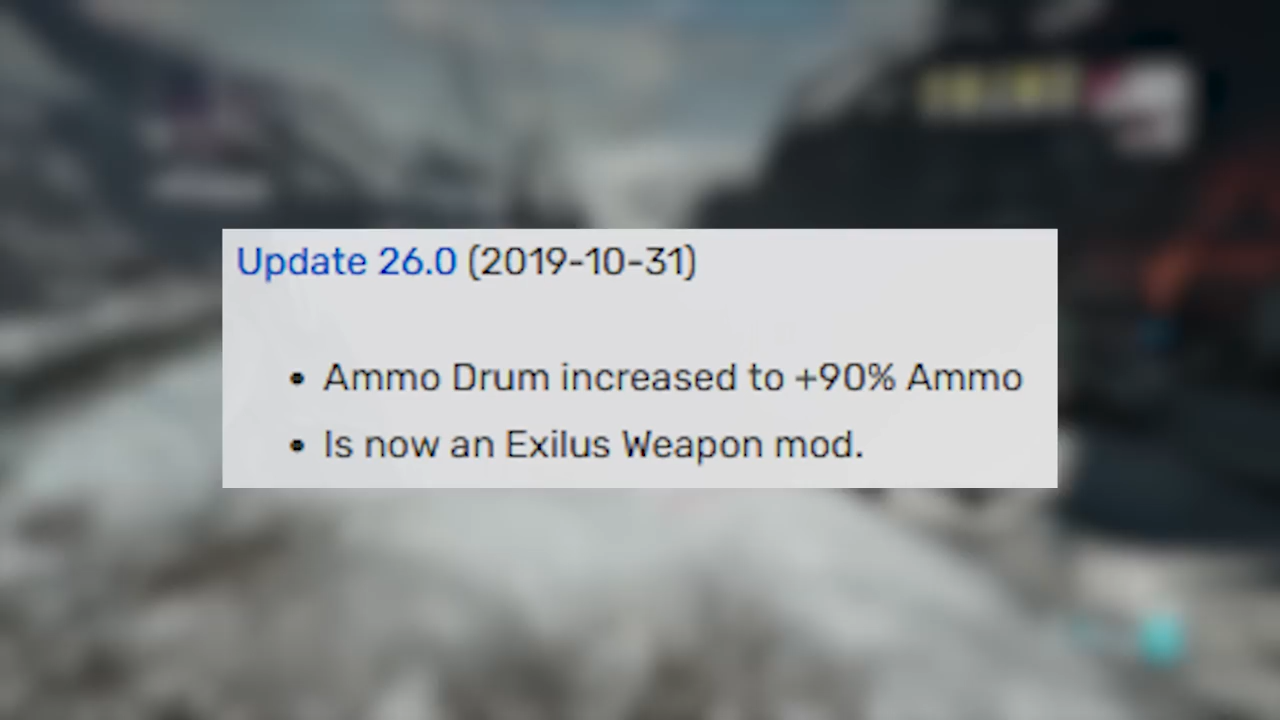 Update 26.0 (2019-10-31)
• Ammo Drum increased to +90% Ammo
• Is now an Exilus Weapon mod.